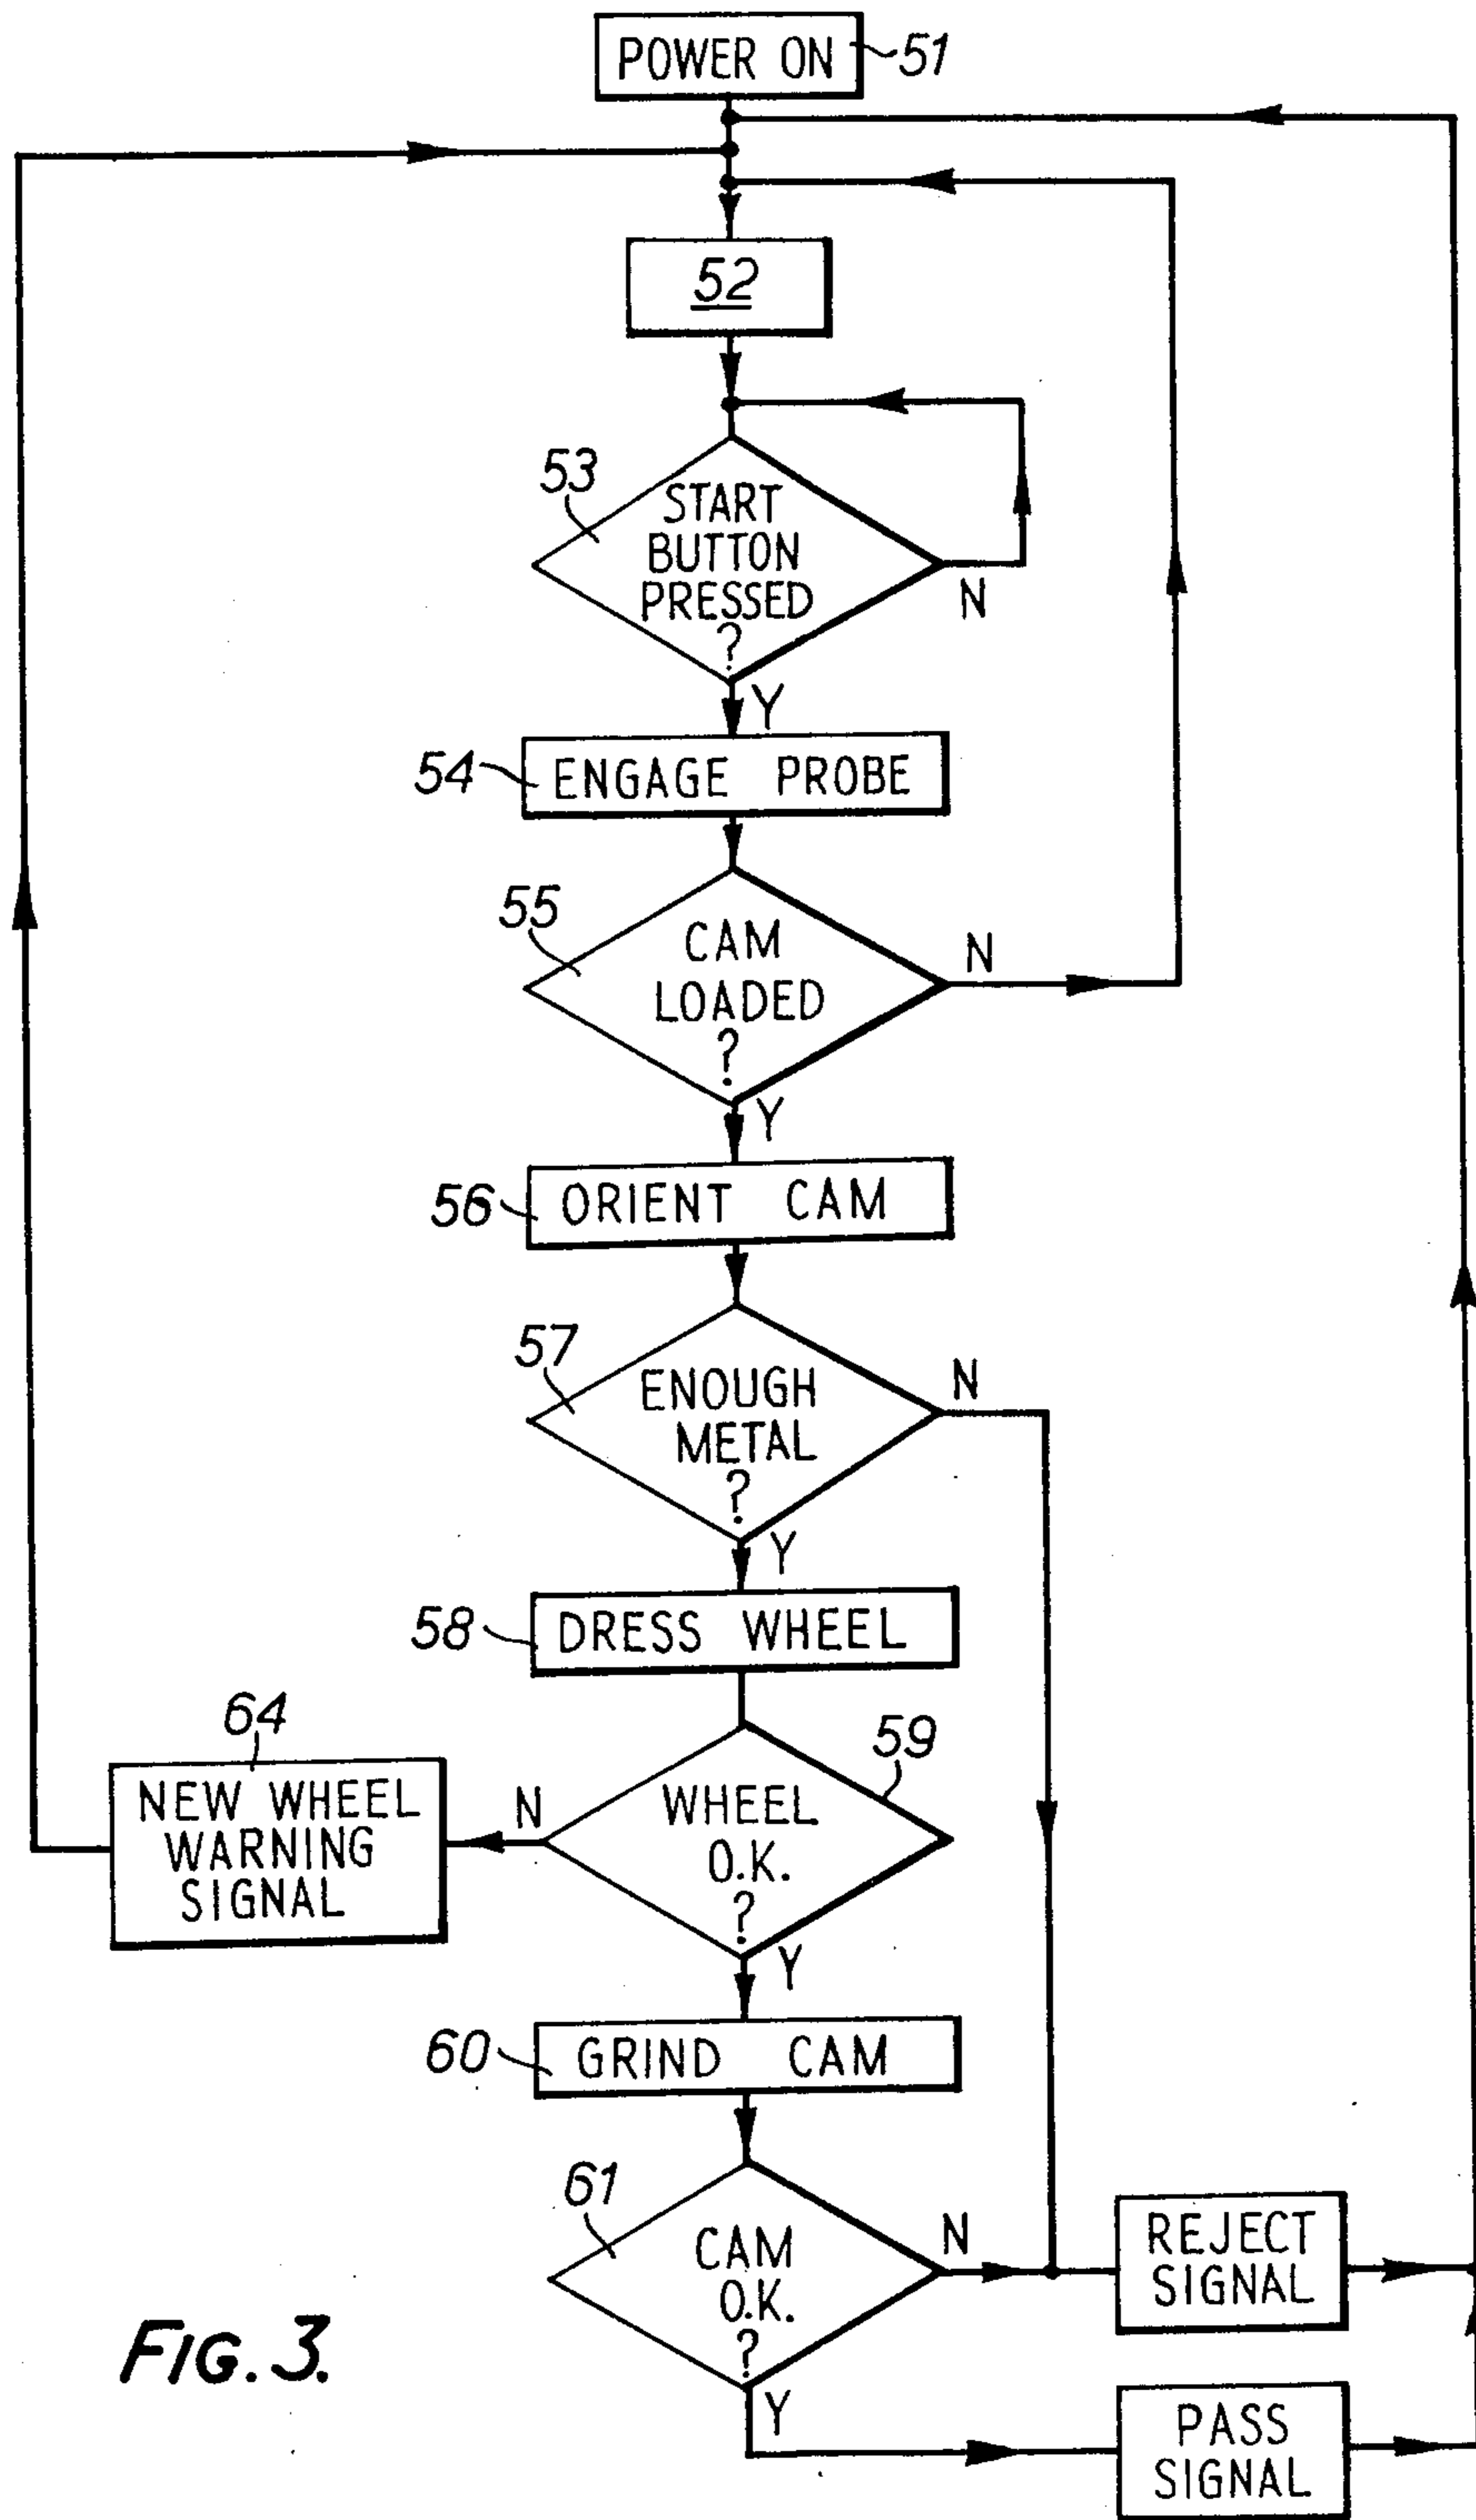 POWER ON
51
52
53
START
BUTTON
PRESSED
?
N
Y
54
ENGAGE PROBE
55
CAM
LOADED
?
N
Y
56
ORIENT CAM
57
ENOUGH
METAL
?
N
Y
58
DRESS WHEEL
64
NEW WHEEL
WARNING
SIGNAL
N
59
WHEEL
O.K.
?
Y
60
GRIND CAM
61
CAM
O.K.
?
N
REJECT
SIGNAL
Y
PASS
SIGNAL
FIG. 3.